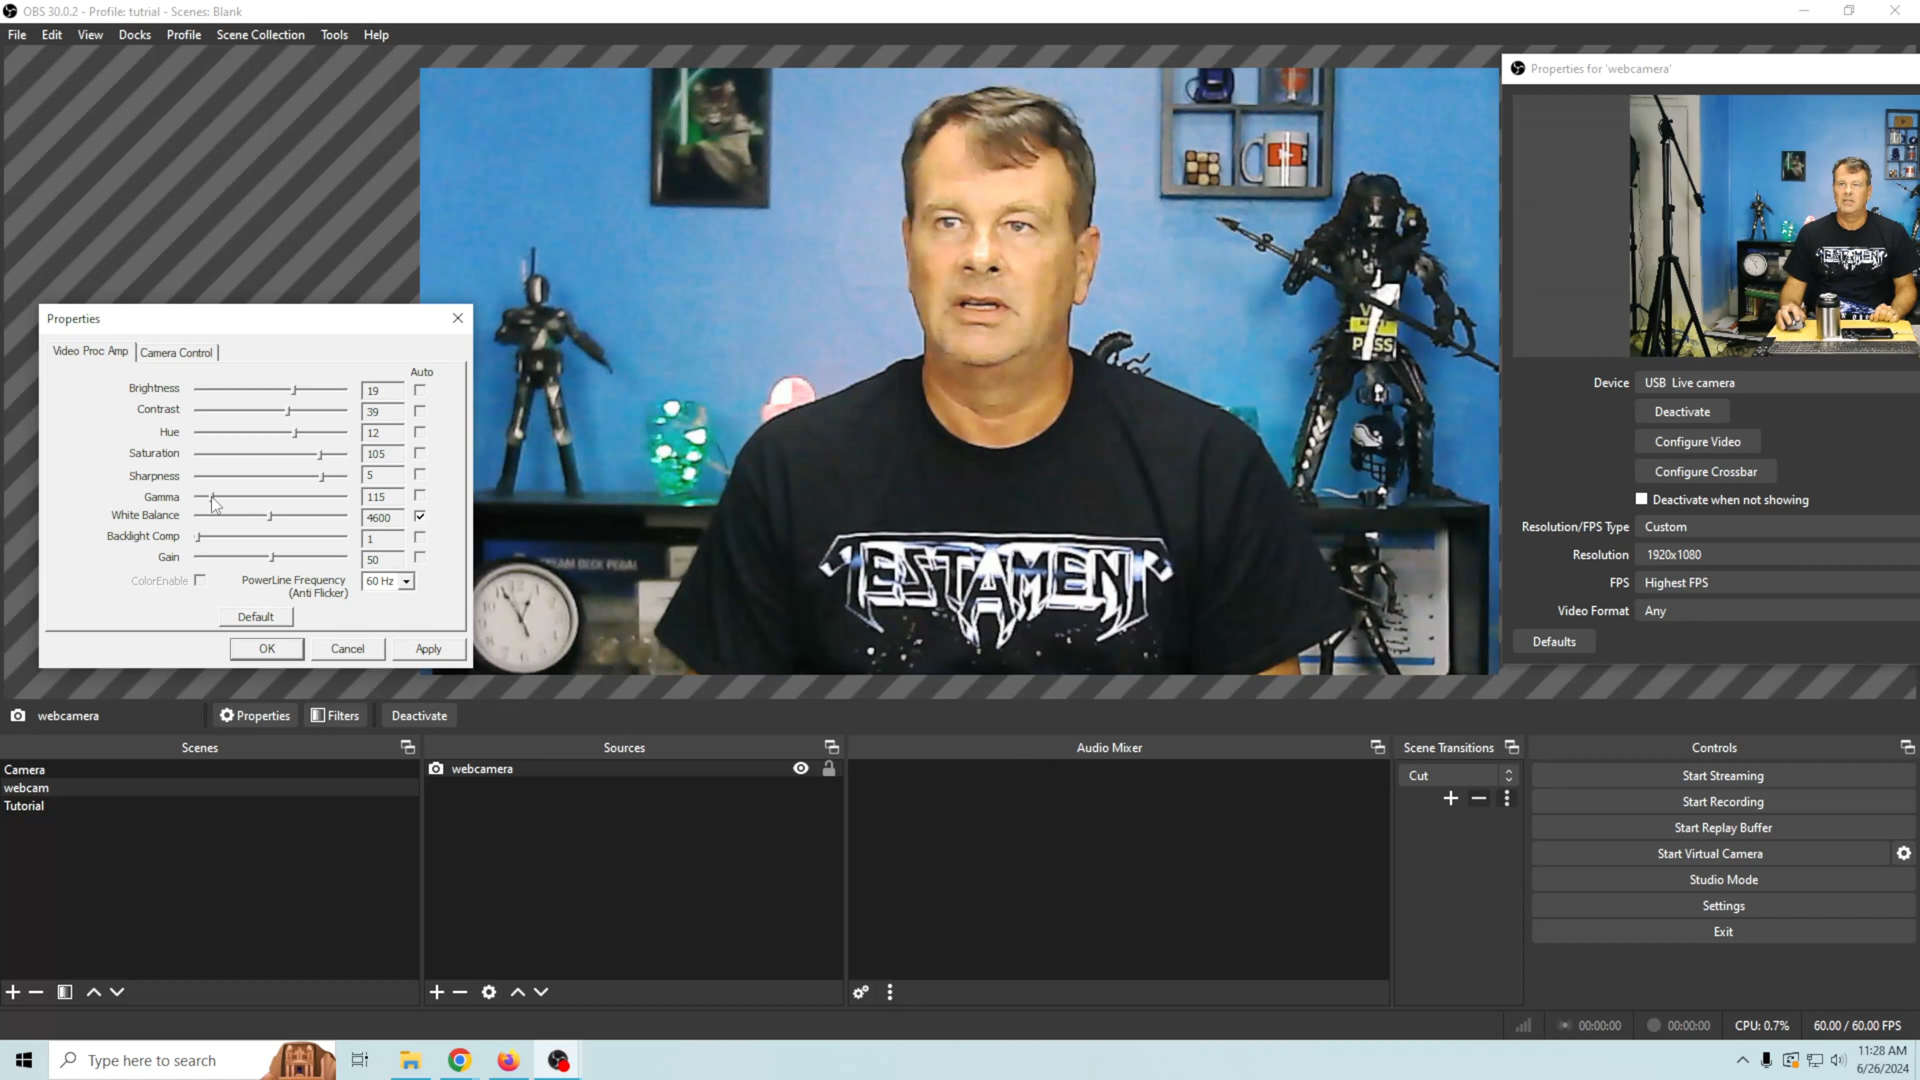 OBS 30.0.2 - Profile: tutrial - Scenes: Blank
File Edit View Docks Profile Scene Collection Tools Help
Properties for 'webcamera'
VIP
PASS
TESTAMENT
TESTAMENT
STREAM DECK PEDAL
Properties
Video Proc Amp
Camera Control
Auto
Brightness 19
Contrast 39
Hue 12
Saturation 105
Sharpness 5
Gamma 115
White Balance 4600
Backlight Comp 1
Gain 50
ColorEnable
PowerLine Frequency 60 Hz
(Anti Flicker)
Default
OK Cancel Apply
Device USB Live camera
Deactivate
Configure Video
Configure Crossbar
Deactivate when not showing
Resolution/FPS Type Custom
Resolution 1920x1080
FPS Highest FPS
Video Format Any
Defaults
webcamera Properties Filters Deactivate
Scenes
Camera
webcam
Tutorial
Sources
webcamera
Audio Mixer
Scene Transitions
Cut
Controls
Start Streaming
Start Recording
Start Replay Buffer
Start Virtual Camera
Studio Mode
Settings
Exit
00:00:00 00:00:00 CPU: 0.7% 60.00 / 60.00 FPS
Type here to search
11:28 AM
6/26/2024